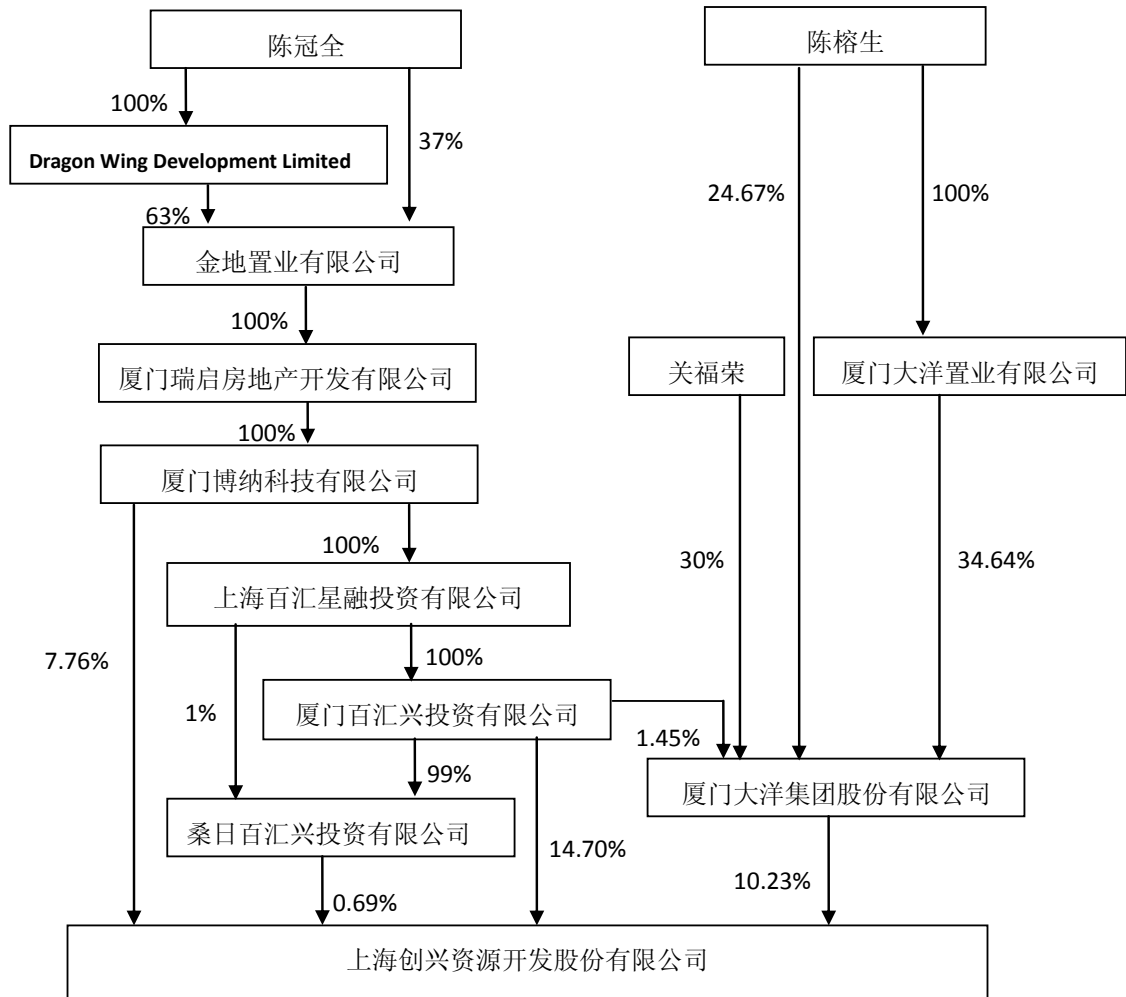 陈冠全
陈榕生
100%
37%
Dragon Wing Development Limited
24.67%
100%
63%
金地置业有限公司
100%
厦门瑞启房地产开发有限公司
关福荣
厦门大洋置业有限公司
100%
厦门博纳科技有限公司
100%
30%
34.64%
上海百汇星融投资有限公司
7.76%
100%
1%
厦门百汇兴投资有限公司
1.45%
99%
厦门大洋集团股份有限公司
桑日百汇兴投资有限公司
14.70%
10.23%
0.69%
上海创兴资源开发股份有限公司